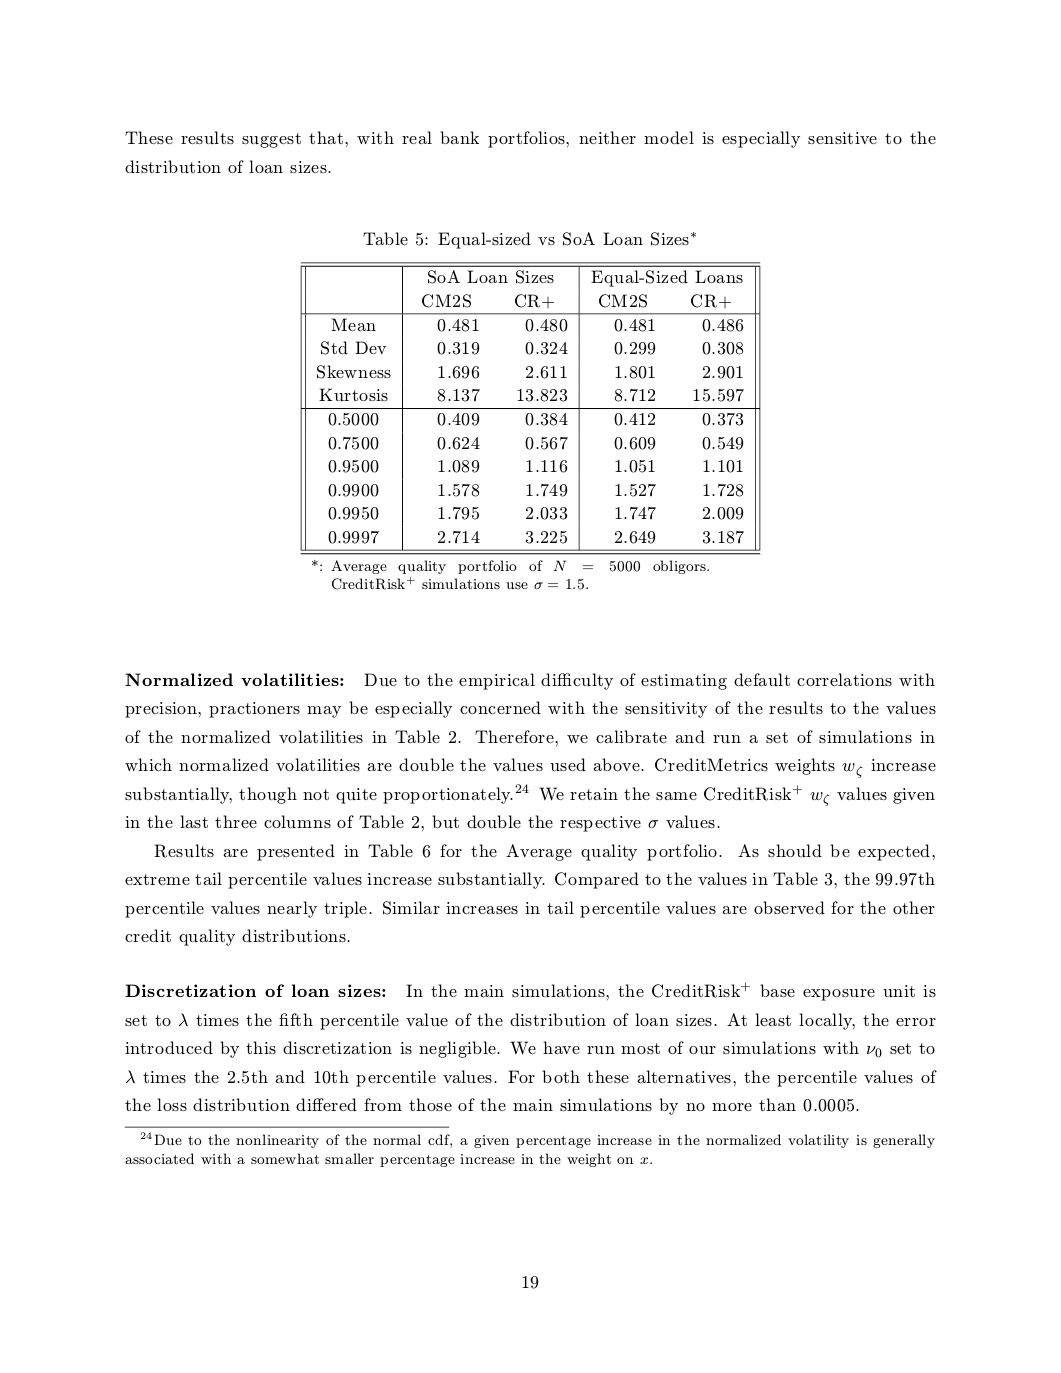 These results suggest that, with real bank portfolios, neither model is especially sensitive to the
distribution of loan sizes.
Table 5: Equal-sized vs SoA Loan Sizes*
SoA Loan Sizes Equal-Sized Loans
CM2S CR+ CM2S CR+
Mean 0.481 0.480 0.481 0.486
Std Dev 0.319 0.324 0.299 0.308
Skewness 1.696 2.611 1.801 2.901
Kurtosis 8.137 13.823 8.712 15.597
0.5000 0.409 0.384 0.412 0.373
0.7500 0.624 0.567 0.609 0.549
0.9500 1.089 1.116 1.051 1.101
0.9900 1.578 1.749 1.527 1.728
0.9950 1.795 2.033 1.747 2.009
0.9997 2.714 3.225 2.649 3.187
*: Average quality portfolio of N = 5000 obligors.
CreditRisk⁺ simulations use σ = 1.5.
Normalized volatilities: Due to the empirical difficulty of estimating default correlations with
precision, practioners may be especially concerned with the sensitivity of the results to the values
of the normalized volatilities in Table 2. Therefore, we calibrate and run a set of simulations in
which normalized volatilities are double the values used above. CreditMetrics weights w_ζ increase
substantially, though not quite proportionately.²⁴ We retain the same CreditRisk⁺ w_ζ values given
in the last three columns of Table 2, but double the respective σ values.
Results are presented in Table 6 for the Average quality portfolio. As should be expected,
extreme tail percentile values increase substantially. Compared to the values in Table 3, the 99.97th
percentile values nearly triple. Similar increases in tail percentile values are observed for the other
credit quality distributions.
Discretization of loan sizes: In the main simulations, the CreditRisk⁺ base exposure unit is
set to λ times the fifth percentile value of the distribution of loan sizes. At least locally, the error
introduced by this discretization is negligible. We have run most of our simulations with ν₀ set to
λ times the 2.5th and 10th percentile values. For both these alternatives, the percentile values of
the loss distribution differed from those of the main simulations by no more than 0.0005.
²⁴Due to the nonlinearity of the normal cdf, a given percentage increase in the normalized volatility is generally
associated with a somewhat smaller percentage increase in the weight on x.
19